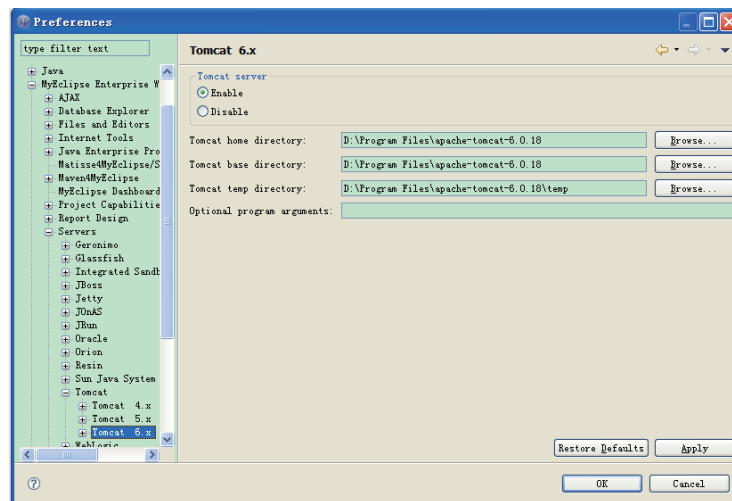 Preferences
type filter text
Java
MyEclipse Enterprise W
AJAX
Database Explorer
Files and Editors
Internet Tools
Java Enterprise Pro
Matisse4MyEclipse/S
Maven4MyEclipse
MyEclipse Dashboard
Project Capabilitie
Report Design
Servers
Geronimo
Glassfish
Integrated Sandb
JBoss
Jetty
JOnAS
JRun
Oracle
Orion
Resin
Sun Java System
Tomcat
Tomcat 4.x
Tomcat 5.x
Tomcat 6.x
WebLogic
Tomcat 6.x
Tomcat server
Enable
Disable
Tomcat home directory: D:\Program Files\apache-tomcat-6.0.18 Browse...
Tomcat base directory: D:\Program Files\apache-tomcat-6.0.18 Browse...
Tomcat temp directory: D:\Program Files\apache-tomcat-6.0.18\temp Browse...
Optional program arguments:
Restore Defaults Apply
OK Cancel